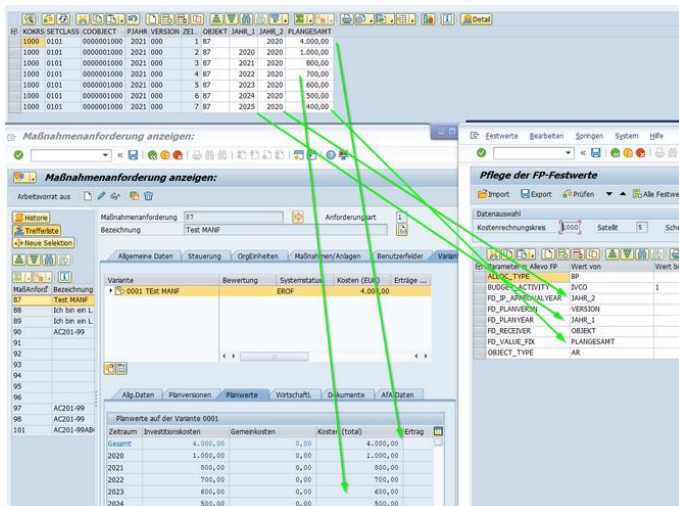 Detail
KOKRS SETCLASS COOBJECT PJAHR VERSION ZEI.. OBJEKT JAHR_1 JAHR_2 PLANGESAMT
1000 0101 0000001000 2021 000 1 87 2020 4.000,00
1000 0101 0000001000 2021 000 2 87 2020 2020 1.000,00
1000 0101 0000001000 2021 000 3 87 2021 2020 800,00
1000 0101 0000001000 2021 000 4 87 2022 2020 700,00
1000 0101 0000001000 2021 000 5 87 2023 2020 600,00
1000 0101 0000001000 2021 000 6 87 2024 2020 500,00
1000 0101 0000001000 2021 000 7 87 2025 2020 400,00
Maßnahmenanforderung anzeigen:
Maßnahmenanforderung anzeigen:
Arbeitsvorrat aus
Historie
Trefferliste
Neue Selektion
MaßAnford Bezeichnung
87 Test MANF
88 Ich bin ein L
89 Ich bin ein L
90 AC201-99
91
92
93
94
95
96
97 AC201-99
98 AC201-99
101 AC201-99AB
Maßnahmenanforderung 87 Anforderungsart 1
Bezeichnung Test MANF
Allgemeine Daten Steuerung OrgEinheiten Maßnahmen/Anlagen Benutzerfelder Variant
Variante Bewertung Systemstatus Kosten (EUR) Erträge ...
0001 Test MANF EROF 4.000,00
Allg.Daten Planversionen Planwerte Wirtschaftl. Dokumente AfA Daten
Planwerte auf der Variante 0001
Zeitraum Investitionskosten Gemeinkosten Kosten (total) Ertrag
Gesamt 4.000,00 0,00 4.000,00
2020 1.000,00 0,00 1.000,00
2021 800,00 0,00 800,00
2022 700,00 0,00 700,00
2023 600,00 0,00 600,00
2024 500,00 0,00 500,00
Festwerte Bearbeiten Springen System Hilfe
Pflege der FP-Festwerte
Import Export Prüfen Alle Festwe
Datenauswahl
Kostenrechnungskreis 1000 Satellit 5 Sche
Parameter in Allevo FP Wert von Wert bi
ALLOC_TYPE BP
BUDGET_ACTIVITY IVCO 1
FD_IP_APPROVALYEAR JAHR_2
FD_PLANVERSN VERSION
FD_PLANYEAR JAHR_1
FD_RECEIVER OBJEKT
FD_VALUE_FIX PLANGESAMT
OBJECT_TYPE AR